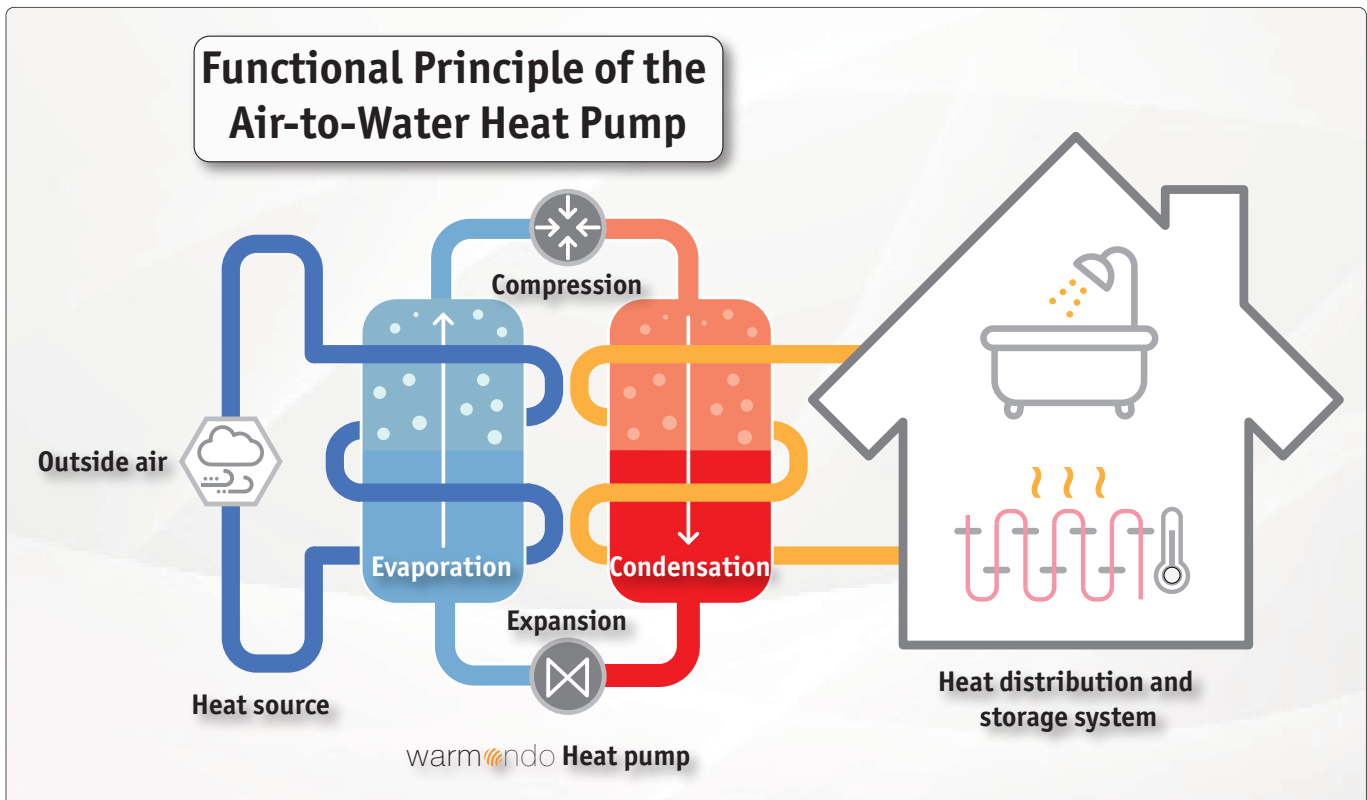 Functional Principle of the
Air-to-Water Heat Pump
Compression
Outside air
Evaporation
Condensation
Expansion
Heat source
Heat distribution and
storage system
warmondo Heat pump